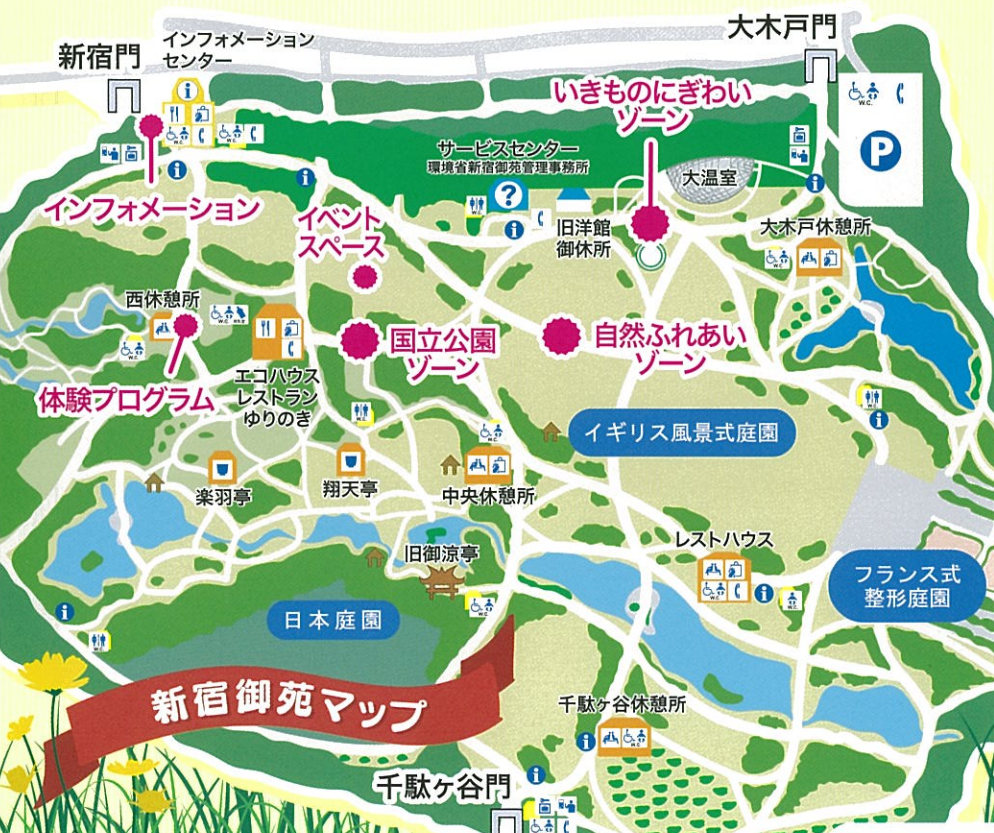 大木戸門
新宿門
インフォメーション
センター
いきものにぎわい
ゾーン
P
サービスセンター
環境省新宿御苑管理事務所
大温室
インフォメーション
イベント
スペース
旧洋館
御休所
大木戸休憩所
西休憩所
国立公園
ゾーン
自然ふれあい
ゾーン
体験プログラム
エコハウス
レストラン
ゆりのき
イギリス風景式庭園
楽羽亭
翔天亭
中央休憩所
旧御涼亭
レストハウス
フランス式
整形庭園
日本庭園
新宿御苑マップ
千駄ヶ谷休憩所
千駄ヶ谷門